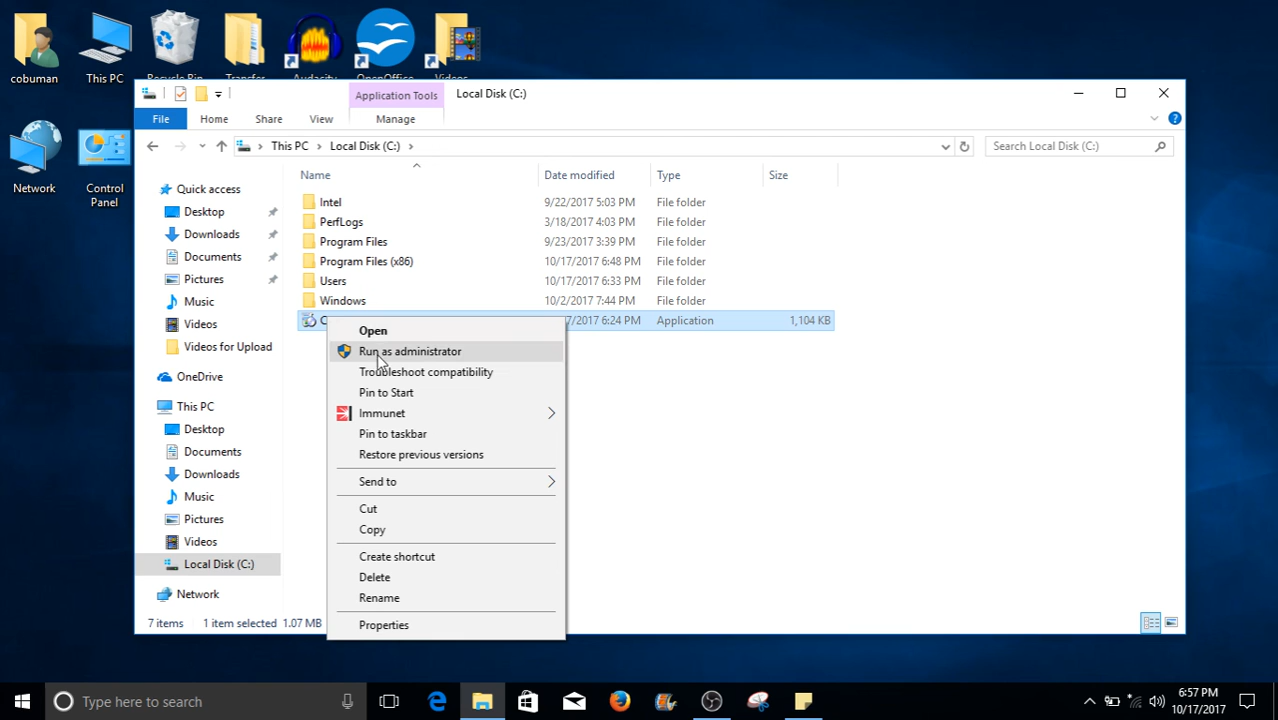 cobuman
This PC
Recycle Bin
Transfer
Audacity
OpenOffice
Videos
Network
Control
Panel
Application Tools
Local Disk (C:)
File
Home
Share
View
Manage
This PC
Local Disk (C:)
Search Local Disk (C:)
Name
Date modified
Type
Size
Quick access
Desktop
Downloads
Documents
Pictures
Music
Videos
Videos for Upload
OneDrive
This PC
Desktop
Documents
Downloads
Music
Pictures
Videos
Local Disk (C:)
Network
Intel 9/22/2017 5:03 PM File folder
PerfLogs 3/18/2017 4:03 PM File folder
Program Files 9/23/2017 3:39 PM File folder
Program Files (x86) 10/17/2017 6:48 PM File folder
Users 10/17/2017 6:33 PM File folder
Windows 10/2/2017 7:44 PM File folder
7/2017 6:24 PM Application 1,104 KB
Open
Run as administrator
Troubleshoot compatibility
Pin to Start
Immunet
Pin to taskbar
Restore previous versions
Send to
Cut
Copy
Create shortcut
Delete
Rename
Properties
7 items 1 item selected 1.07 MB
Type here to search
6:57 PM
10/17/2017